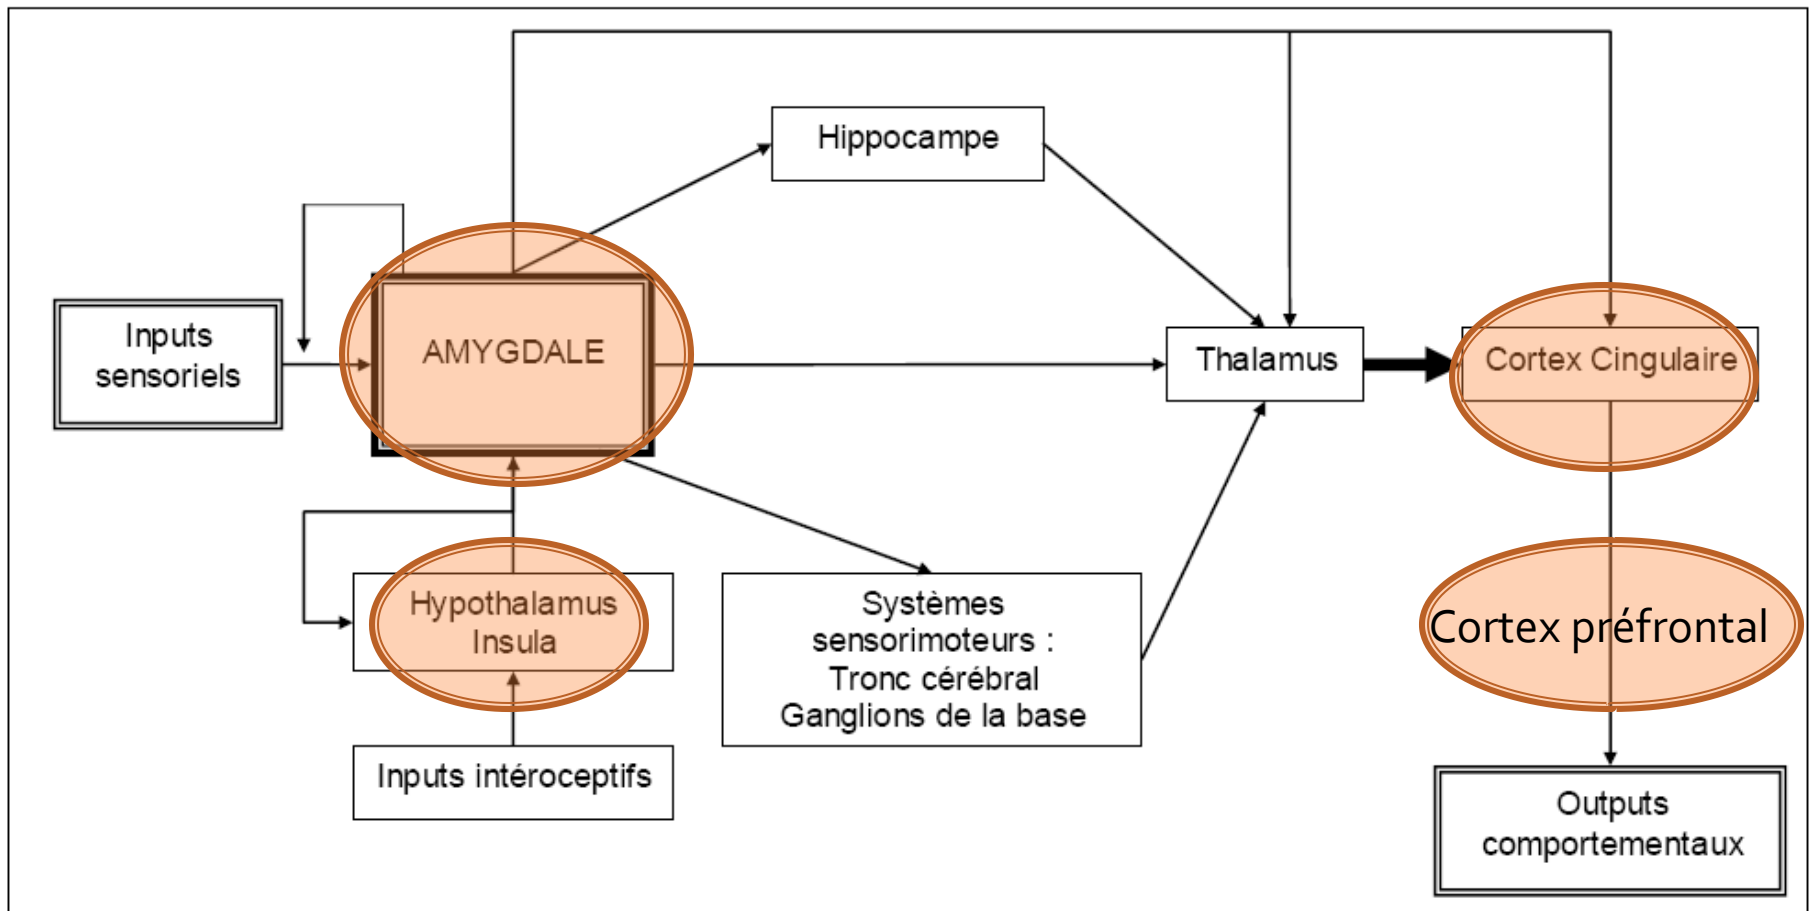 Hippocampe
Inputs
sensoriels
AMYGDALE
Thalamus
Cortex Cingulaire
Hypothalamus
Insula
Systèmes
sensorimoteurs :
Tronc cérébral
Ganglions de la base
Cortex préfrontal
Inputs intéroceptifs
Outputs
comportementaux